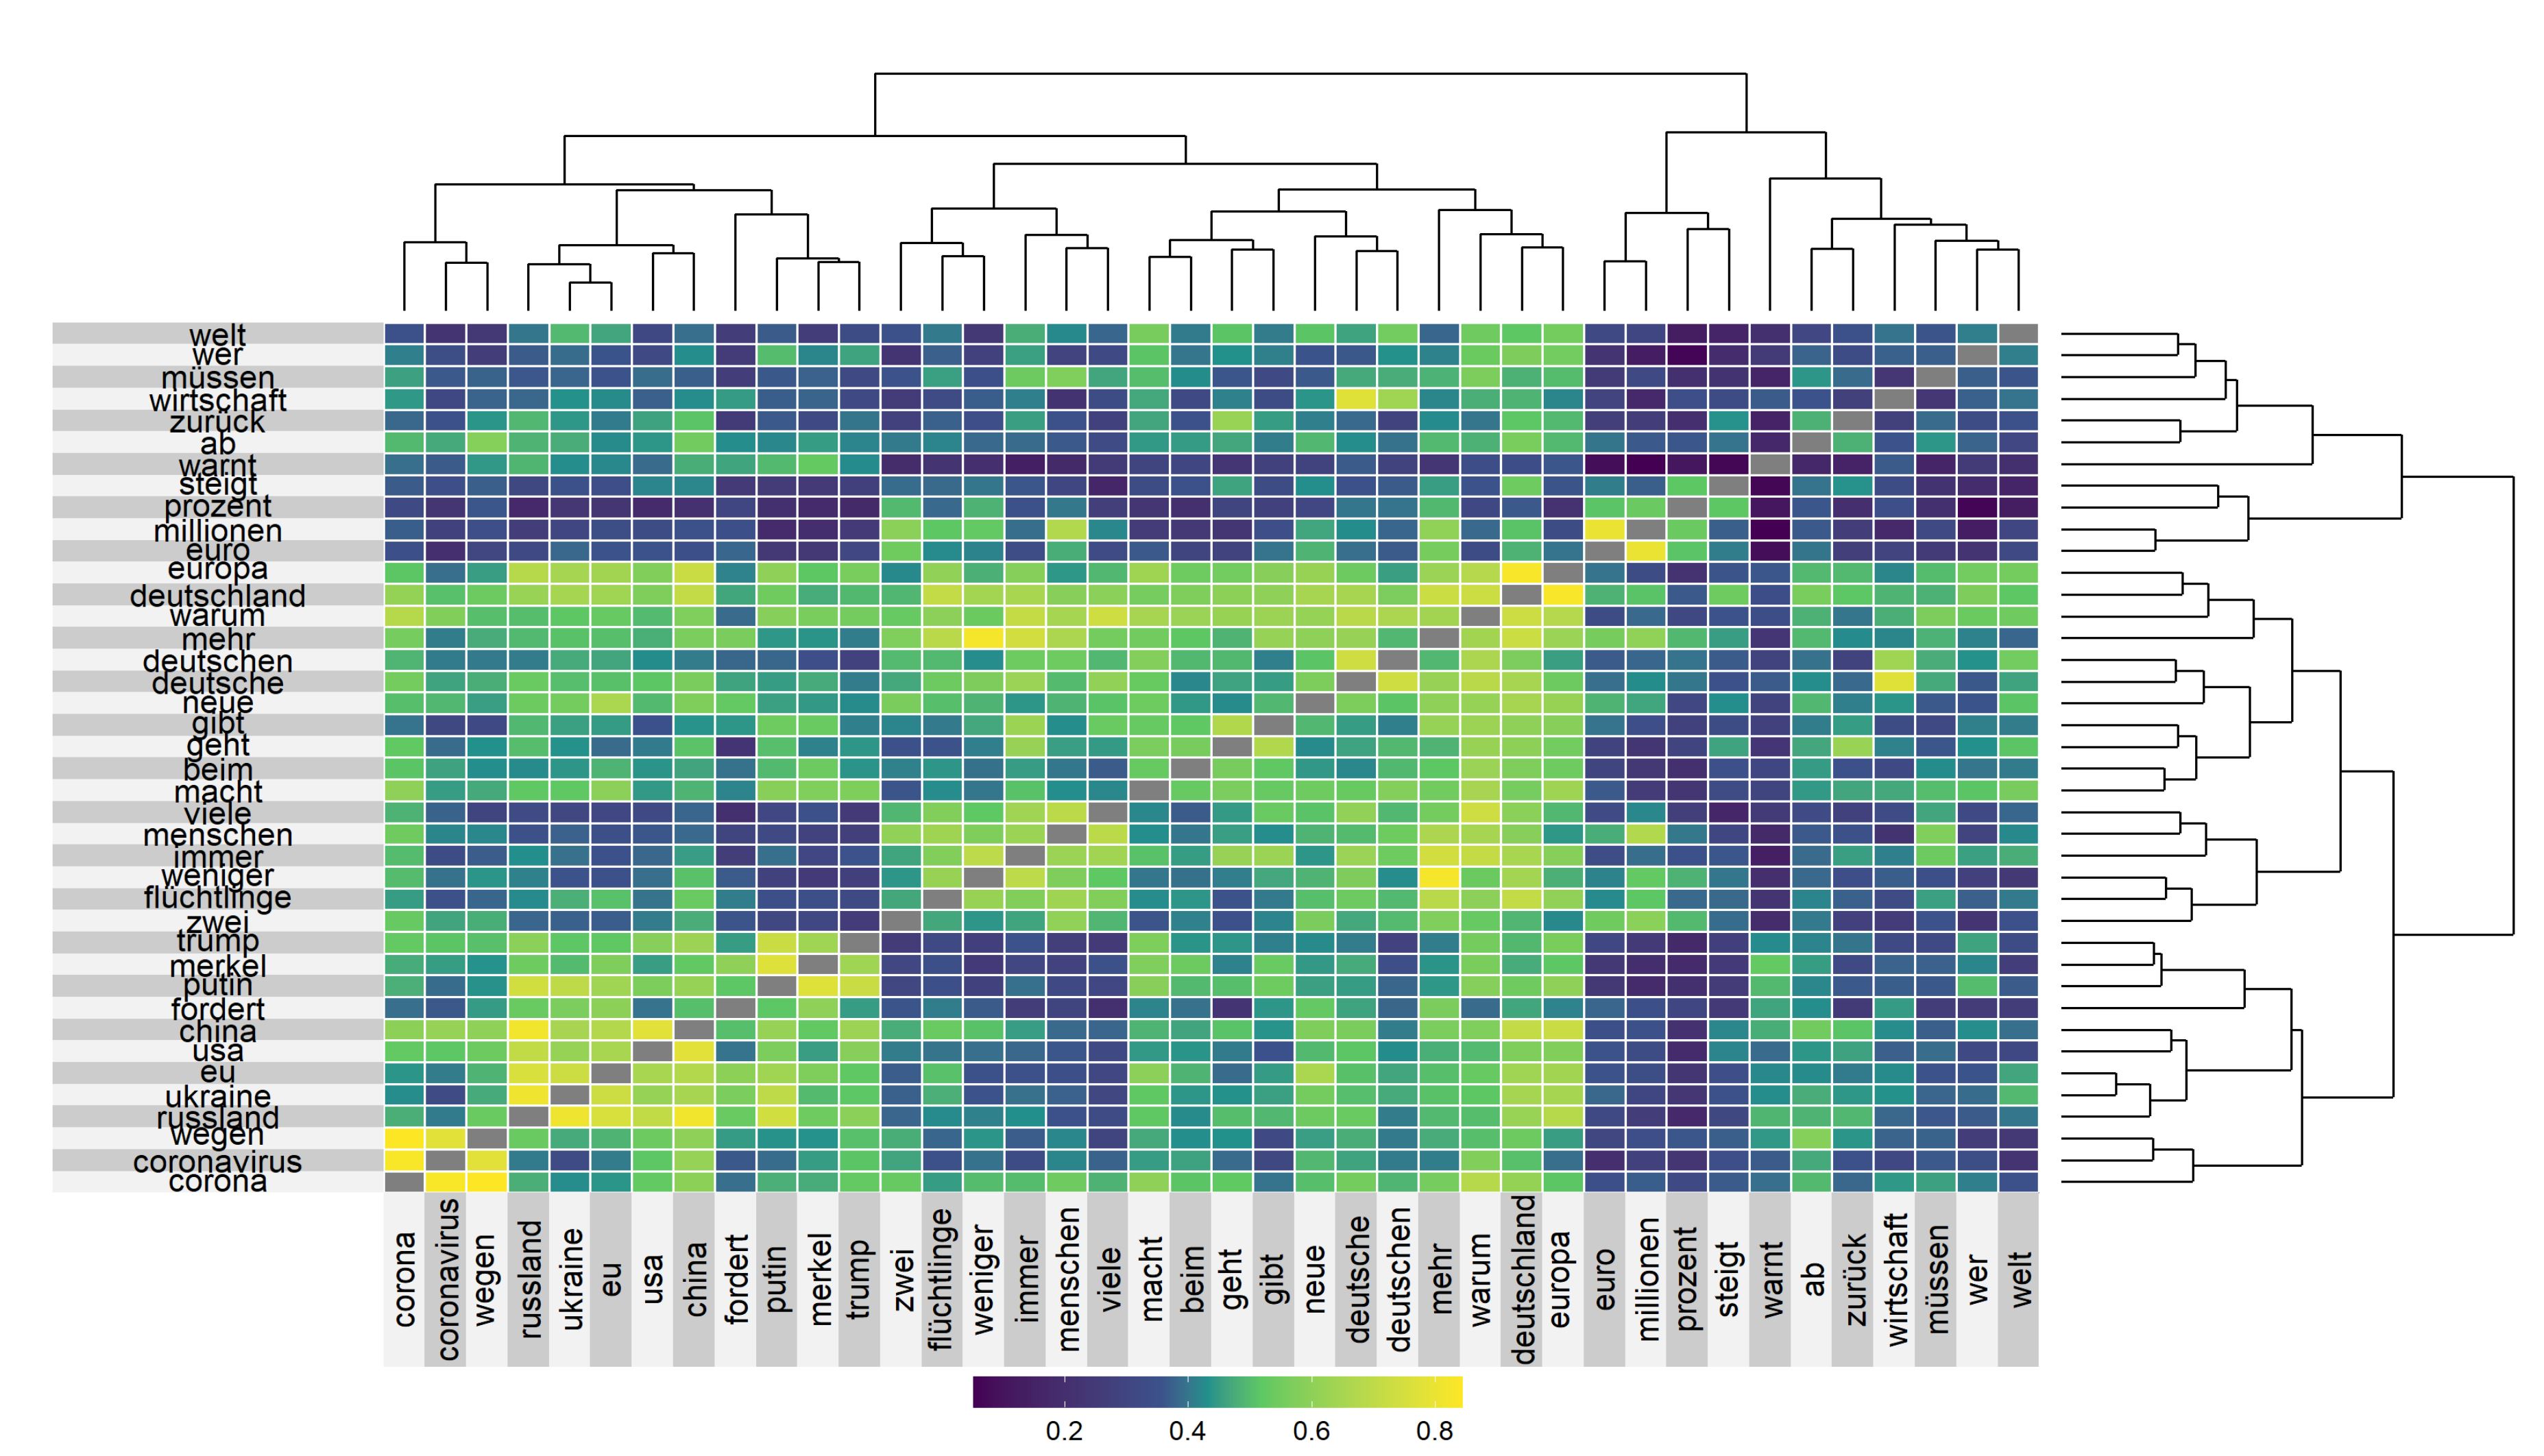 welt
wer
müssen
wirtschaft
zurück
ab
warnt
steigt
prozent
millionen
euro
europa
deutschland
warum
mehr
deutschen
deutsche
neue
gibt
geht
beim
macht
viele
menschen
immer
weniger
flüchtlinge
zwei
trump
merkel
putin
fordert
china
usa
eu
ukraine
russland
wegen
coronavirus
corona
corona
coronavirus
wegen
russland
ukraine
eu
usa
china
fordert
putin
merkel
trump
zwei
flüchtlinge
weniger
immer
menschen
viele
macht
beim
geht
gibt
neue
deutsche
deutschen
mehr
warum
deutschland
europa
euro
millionen
prozent
steigt
warnt
ab
zurück
wirtschaft
müssen
wer
welt
0.2 0.4 0.6 0.8